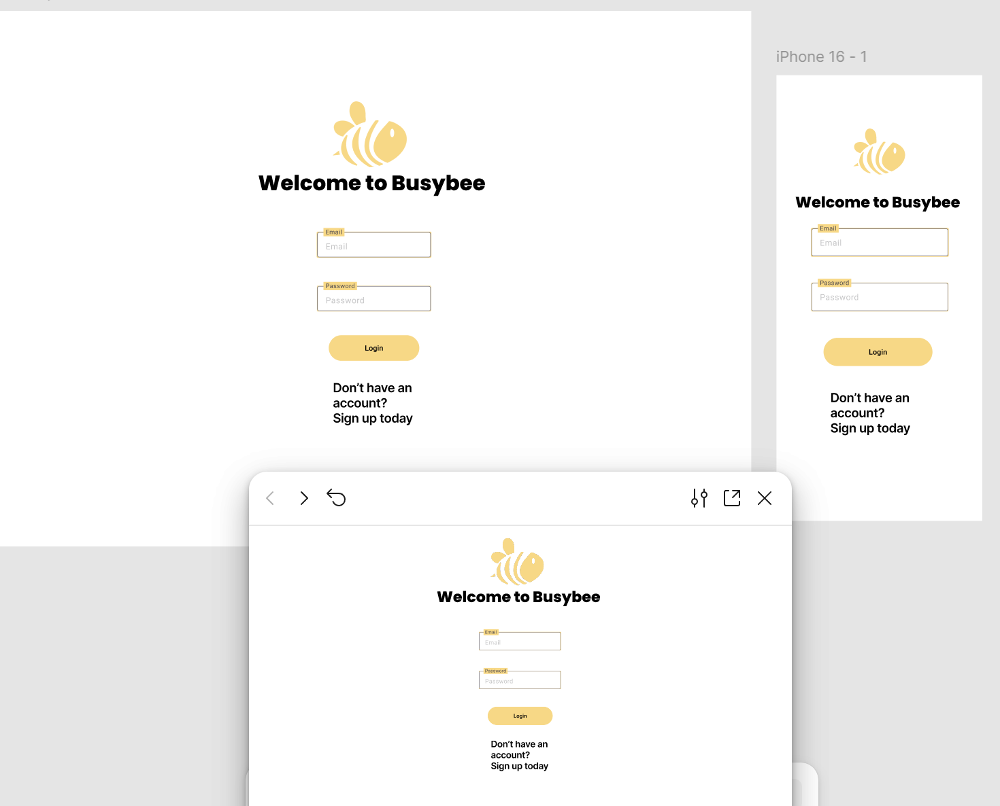 Welcome to Busybee
Email
Email
Password
Password
Login
Don't have an
account?
Sign up today
iPhone 16 - 1
Welcome to Busybee
Email
Email
Password
Password
Login
Don't have an
account?
Sign up today
Welcome to Busybee
Email
Email
Password
Password
Login
Don't have an
account?
Sign up today